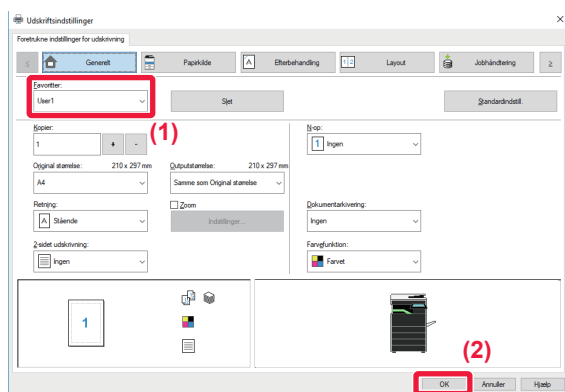 Udskriftsindstillinger
Foretrukne indstillinger for udskrivning
Generelt
Papirkilde
Efterbehandling
Layout
Jobhåndtering
Favoritter:
User1
Slet
Standardindstill.
(1)
Kopier:
1
+
-
N-op:
1 Ingen
Original størrelse: 210 x 297 mm
A4
Outputstørrelse: 210 x 297 mm
Samme som Original størrelse
Retning:
A Stående
Zoom
Indstillinger...
Dokumentarkivering:
Ingen
2-sidet udskrivning:
Ingen
Farvefunktion:
Farvet
1
(2)
OK
Annuller
Hjælp